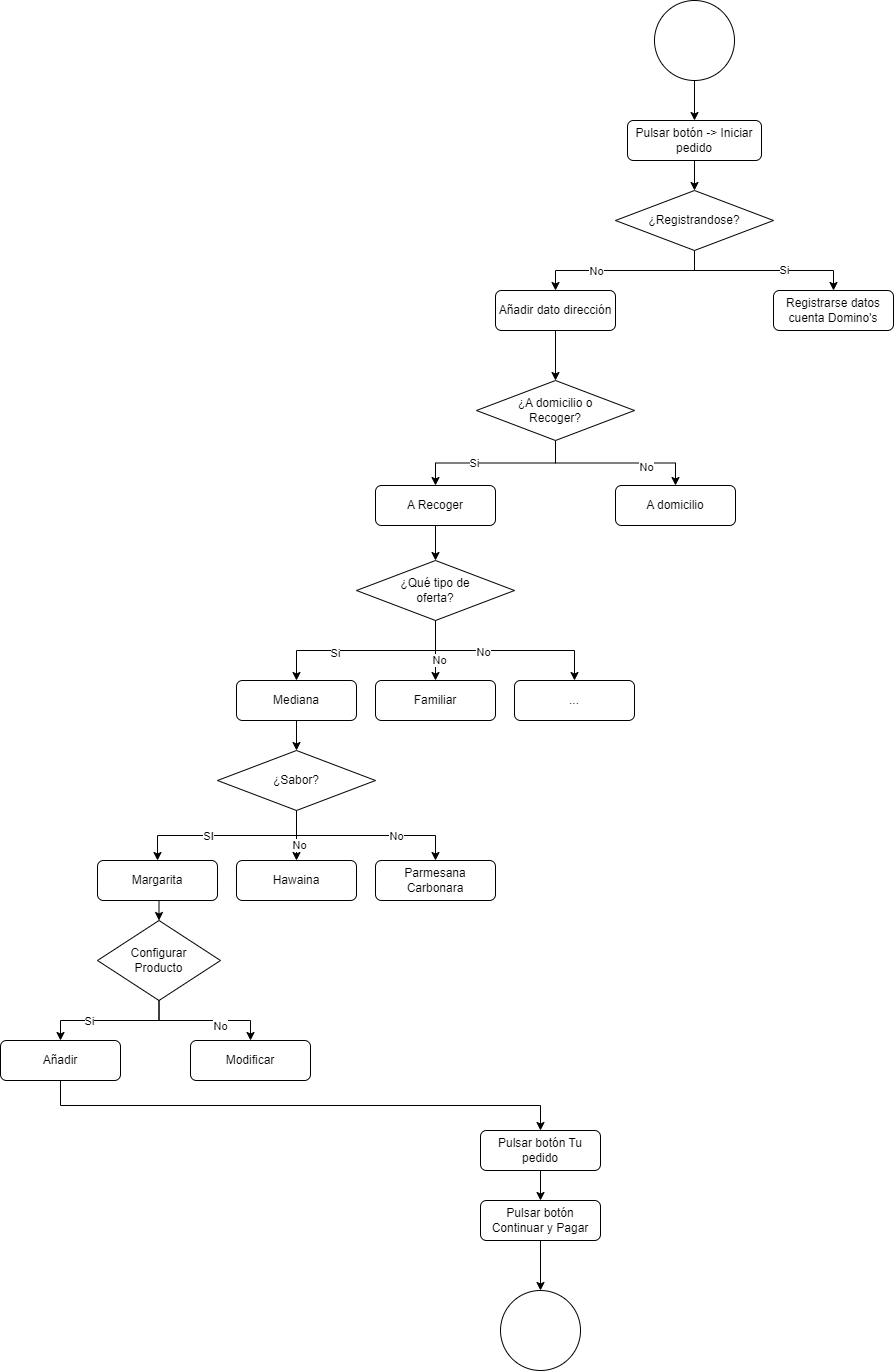 Pulsar botón -> Iniciar
pedido
¿Registrandose?
No
Si
Añadir dato dirección
Registrarse datos
cuenta Domino's
¿A domicilio o
Recoger?
Si
No
A Recoger
A domicilio
¿Qué tipo de
oferta?
Si
No
No
Mediana
Familiar
...
¿Sabor?
SI
No
No
Margarita
Hawaina
Parmesana
Carbonara
Configurar
Producto
Si
No
Añadir
Modificar
Pulsar botón Tu
pedido
Pulsar botón
Continuar y Pagar